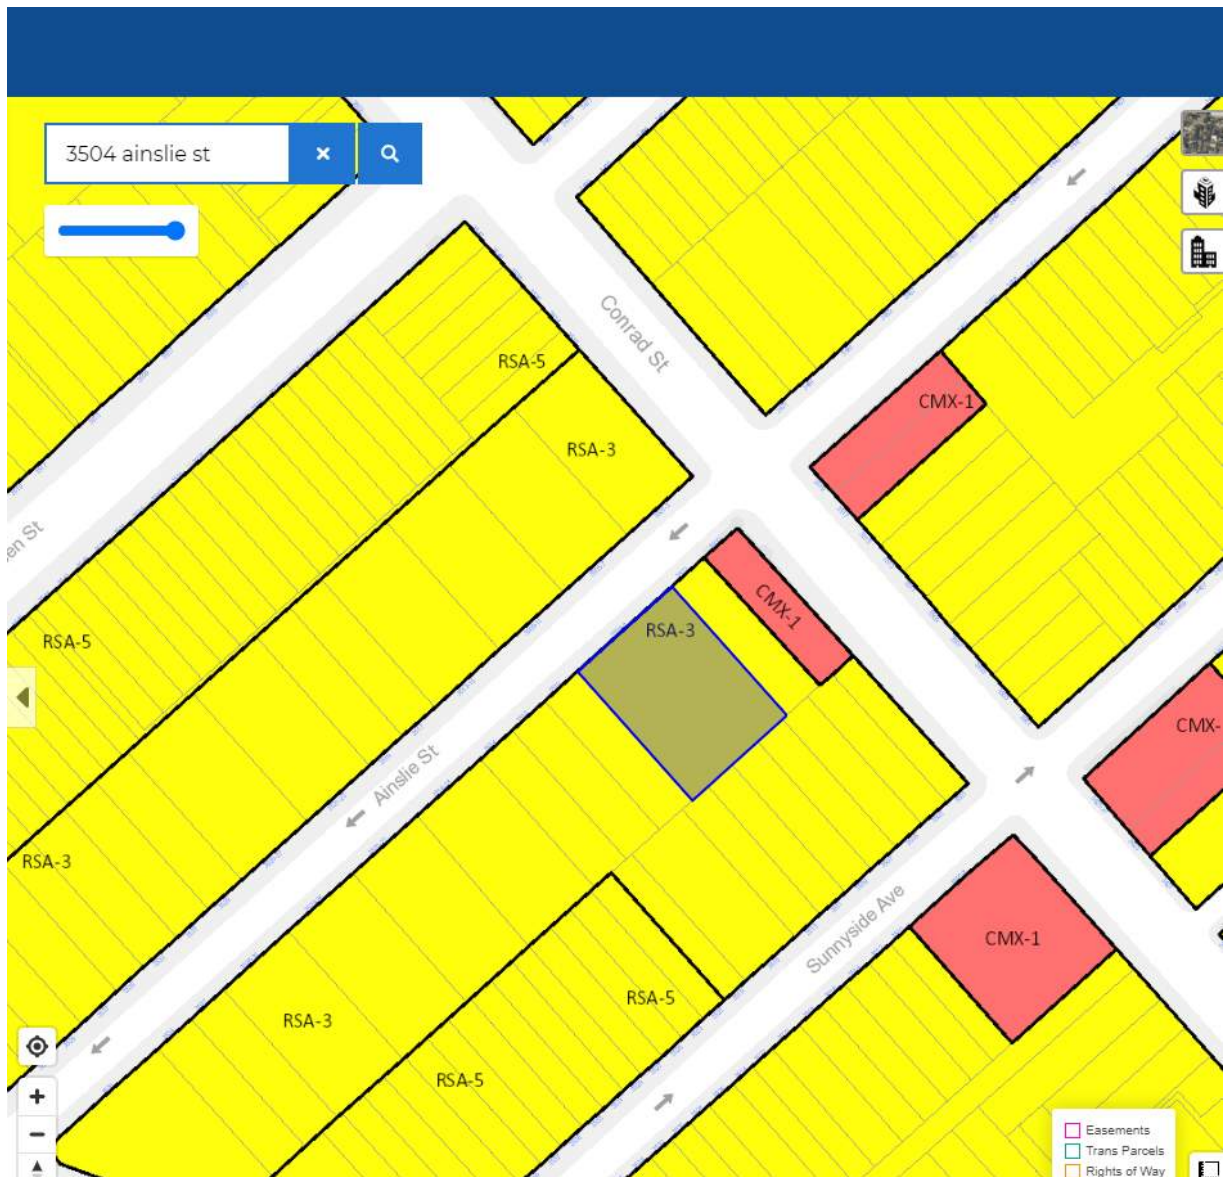 3504 ainslie st
Conrad St
RSA-5
CMX-1
RSA-3
en St
CMX-1
RSA-3
RSA-5
CMX-
Ainslie St
RSA-3
Sunnyside Ave
CMX-1
RSA-5
RSA-3
RSA-5
Easements
Trans Parcels
Rights of Way